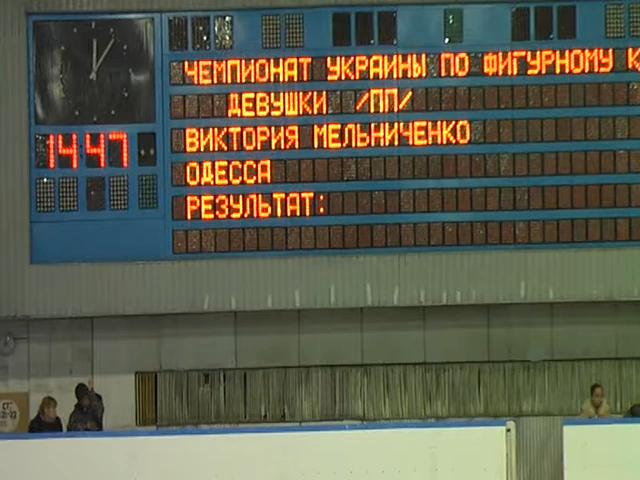 ЧЕМПИОНАТ УКРАИНЫ ПО ФИГУРНОМУ К
ДЕВУШКИ /ПП/
14:47
ВИКТОРИЯ МЕЛЬНИЧЕНКО
ОДЕССА
РЕЗУЛЬТАТ: